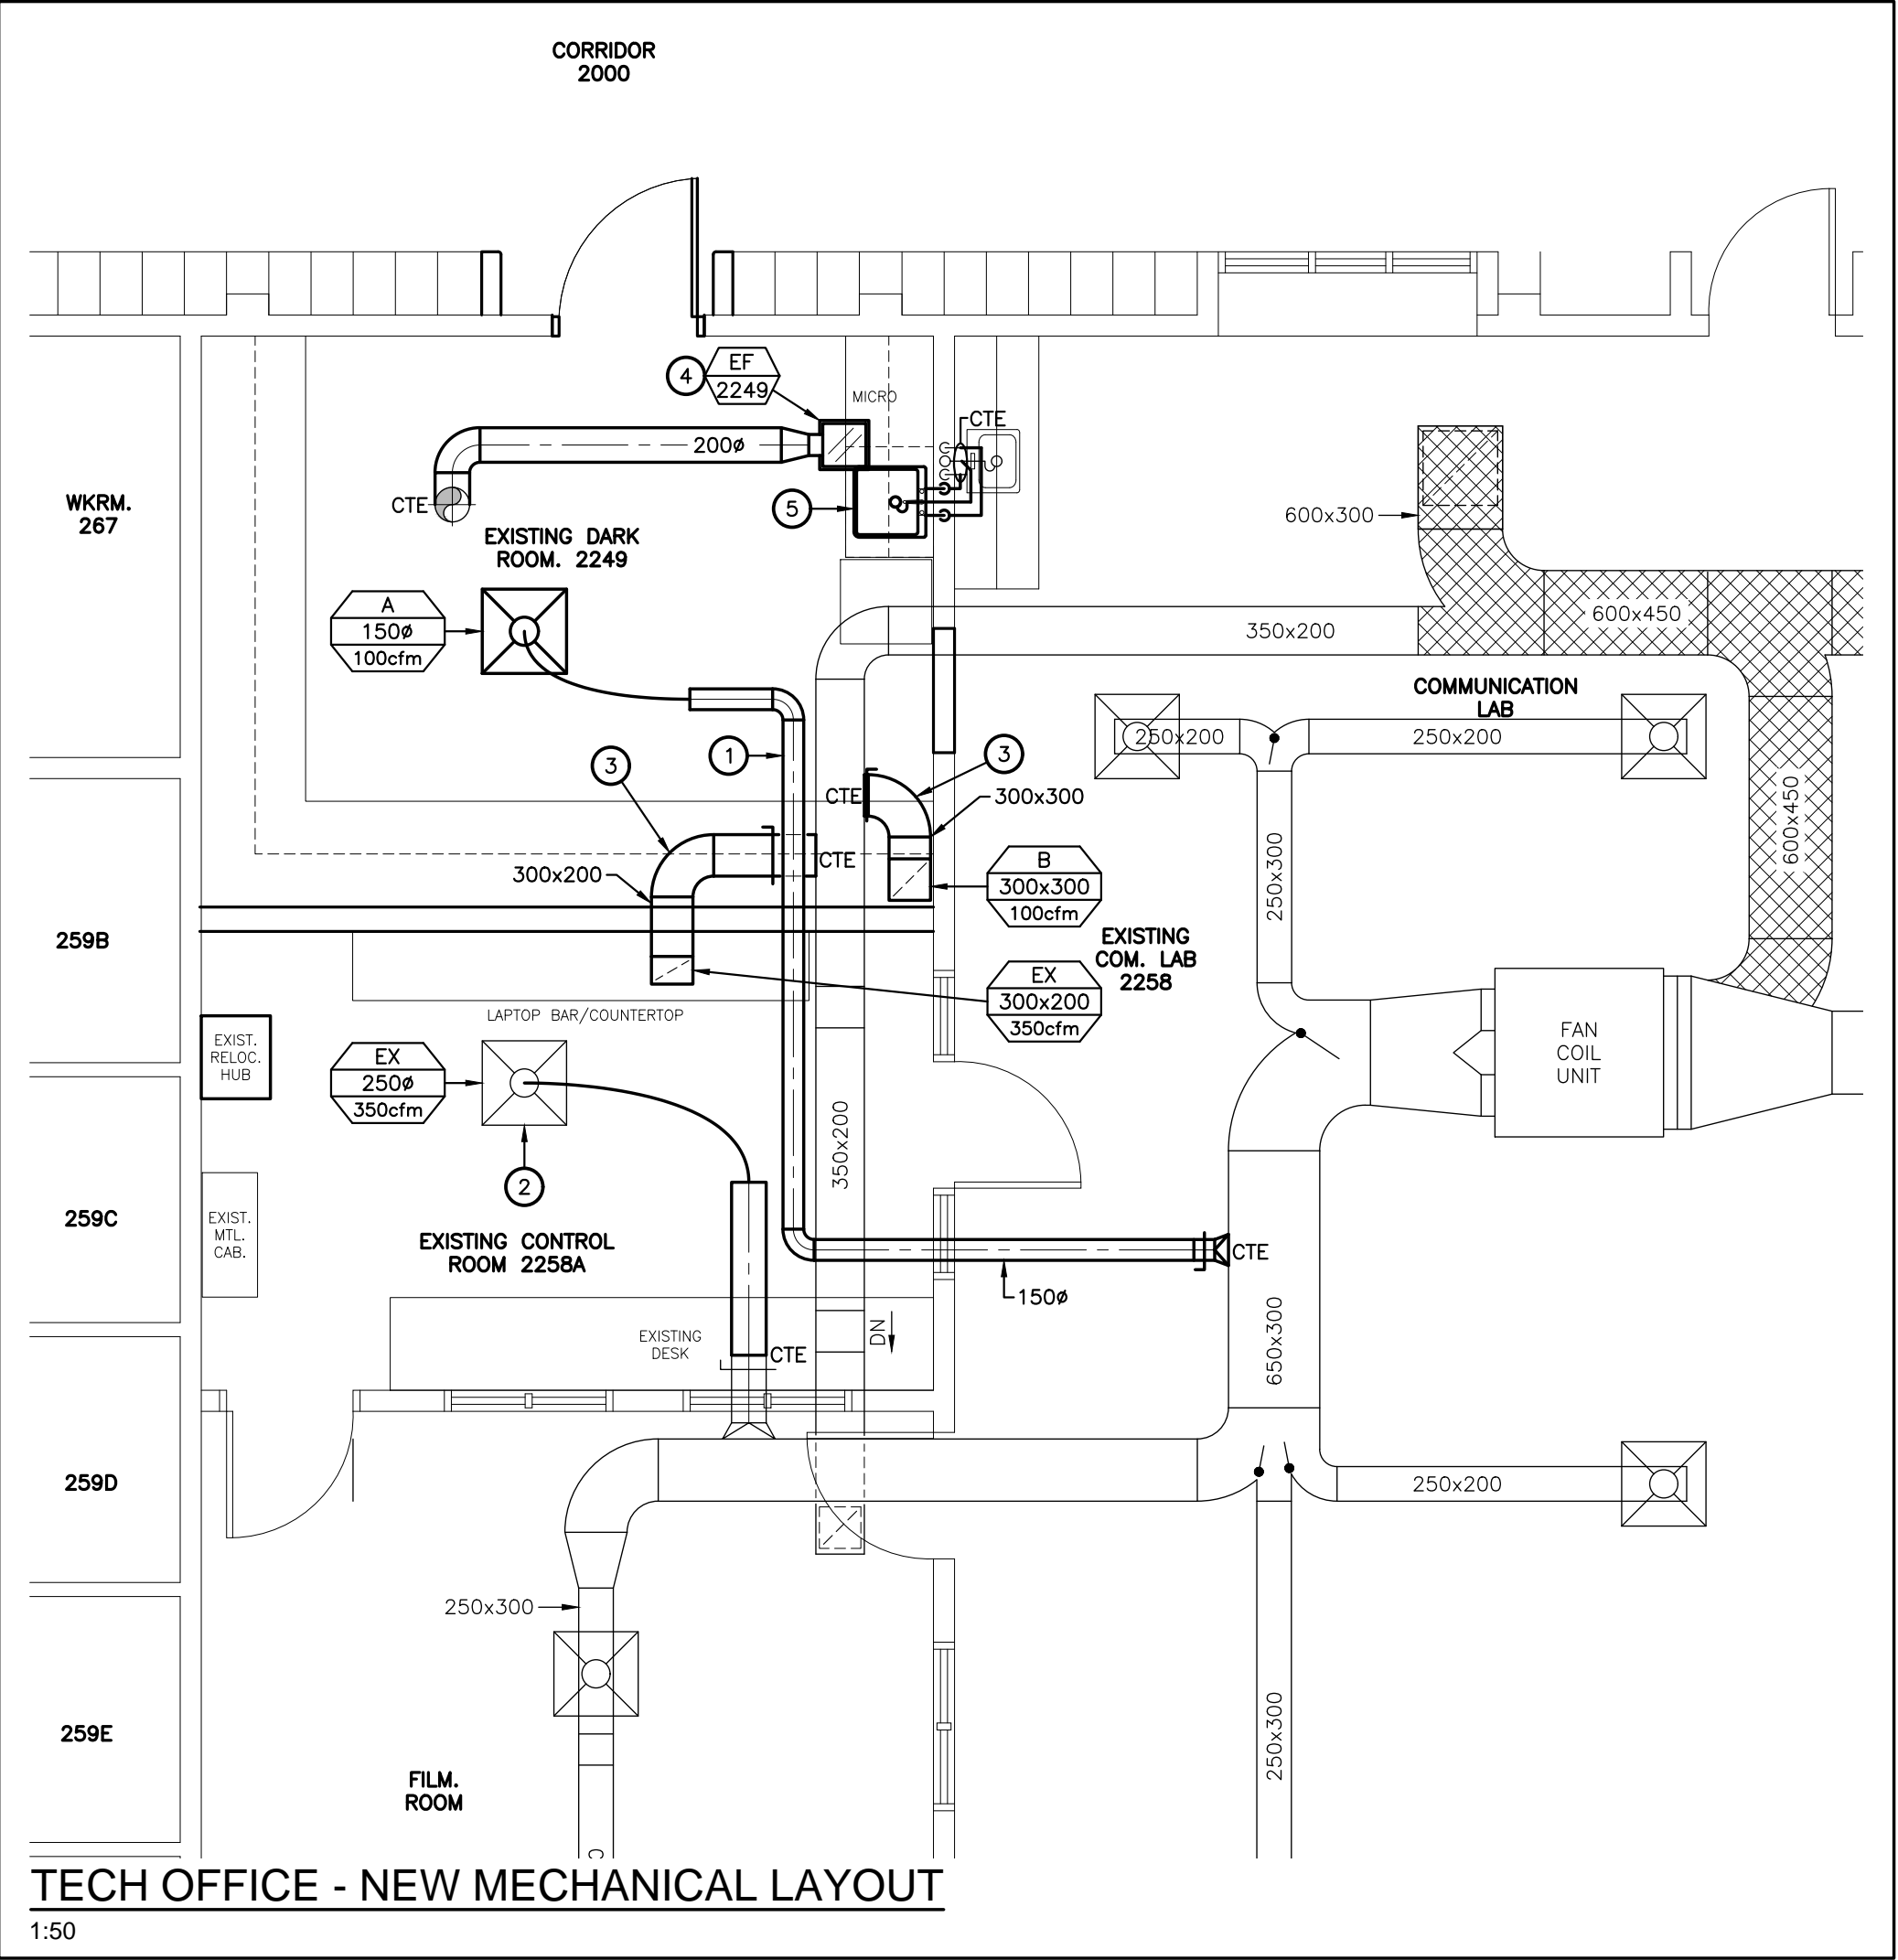 CORRIDOR
2000
4
EF
2249
MICRO
CTE
200ø
WKRM.
267
CTE
5
600x300
EXISTING DARK
ROOM. 2249
A
150ø
100cfm
600x450
350x200
COMMUNICATION
LAB
250x200
250x200
3
1
3
CTE
300x300
600x450
300x200
CTE
B
300x300
100cfm
250x300
259B
EXISTING
COM. LAB
2258
EX
300x200
350cfm
LAPTOP BAR/COUNTERTOP
EXIST.
RELOC.
HUB
EX
250ø
350cfm
FAN
COIL
UNIT
350x200
2
259C
EXIST.
MTL.
CAB.
EXISTING CONTROL
ROOM 2258A
CTE
150ø
EXISTING
DESK
CTE
DN
650x300
259D
250x200
250x300
259E
250x300
FILM.
ROOM
TECH OFFICE - NEW MECHANICAL LAYOUT
1:50